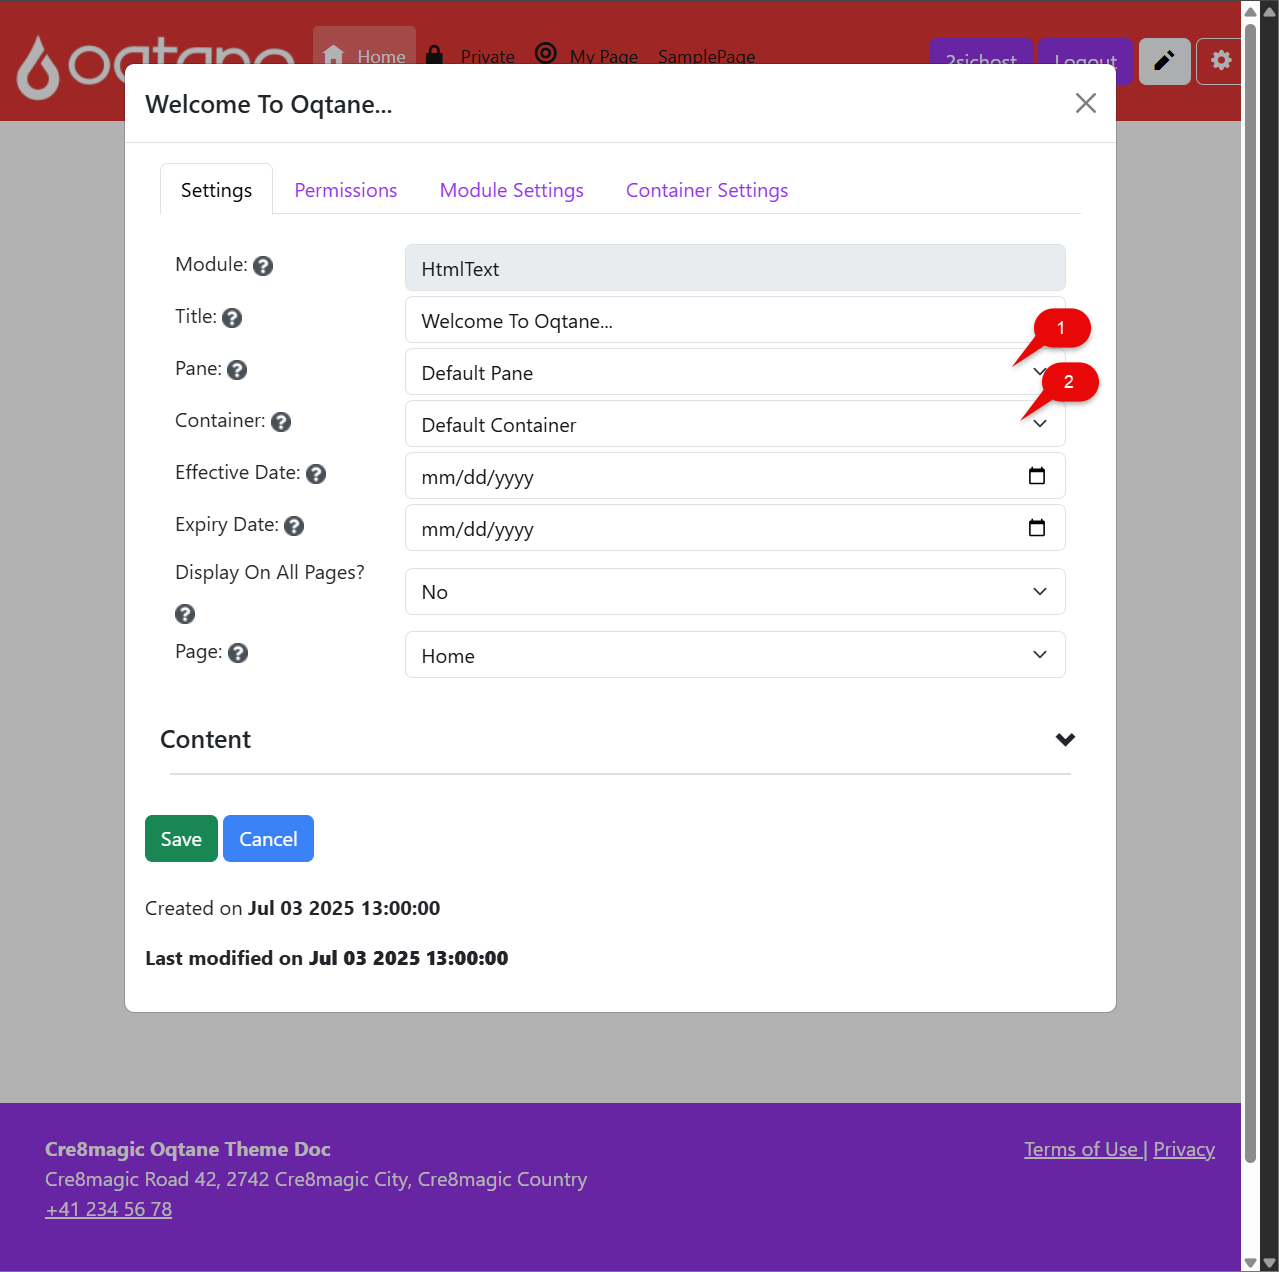 oqtane
Home
Private
My Page
SamplePage
2sichost
Logout
Welcome To Oqtane...
Settings
Permissions
Module Settings
Container Settings
Module: ?
HtmlText
Title: ?
Welcome To Oqtane...
1
Pane: ?
Default Pane
2
Container: ?
Default Container
Effective Date: ?
mm/dd/yyyy
Expiry Date: ?
mm/dd/yyyy
Display On All Pages?
?
No
Page: ?
Home
Content
Save
Cancel
Created on Jul 03 2025 13:00:00
Last modified on Jul 03 2025 13:00:00
Cre8magic Oqtane Theme Doc
Terms of Use | Privacy
Cre8magic Road 42, 2742 Cre8magic City, Cre8magic Country
+41 234 56 78